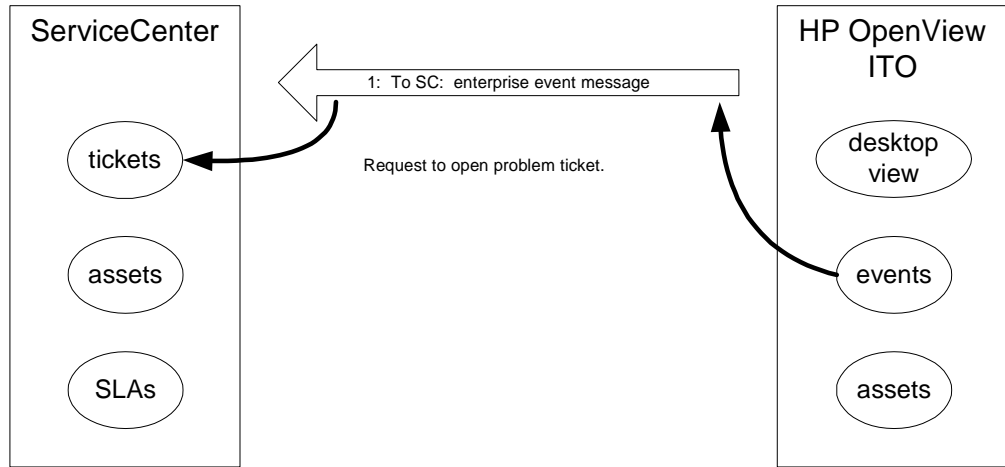 ServiceCenter
tickets
assets
SLAs
1: To SC: enterprise event message
Request to open problem ticket.
HP OpenView
ITO
desktop
view
events
assets